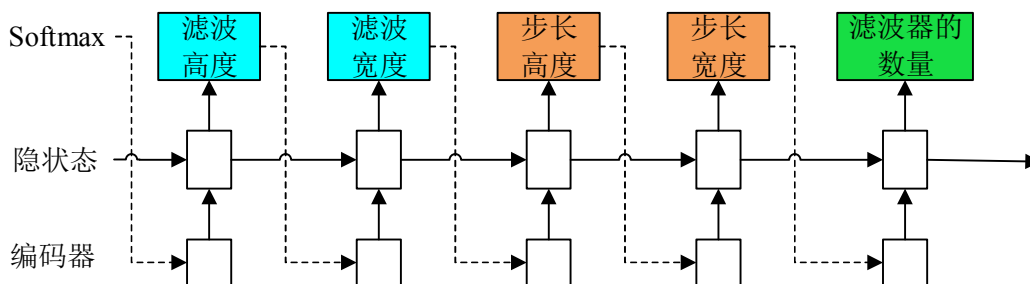 Softmax
滤波
高度
滤波
宽度
步长
高度
步长
宽度
滤波器的
数量
隐状态
编码器